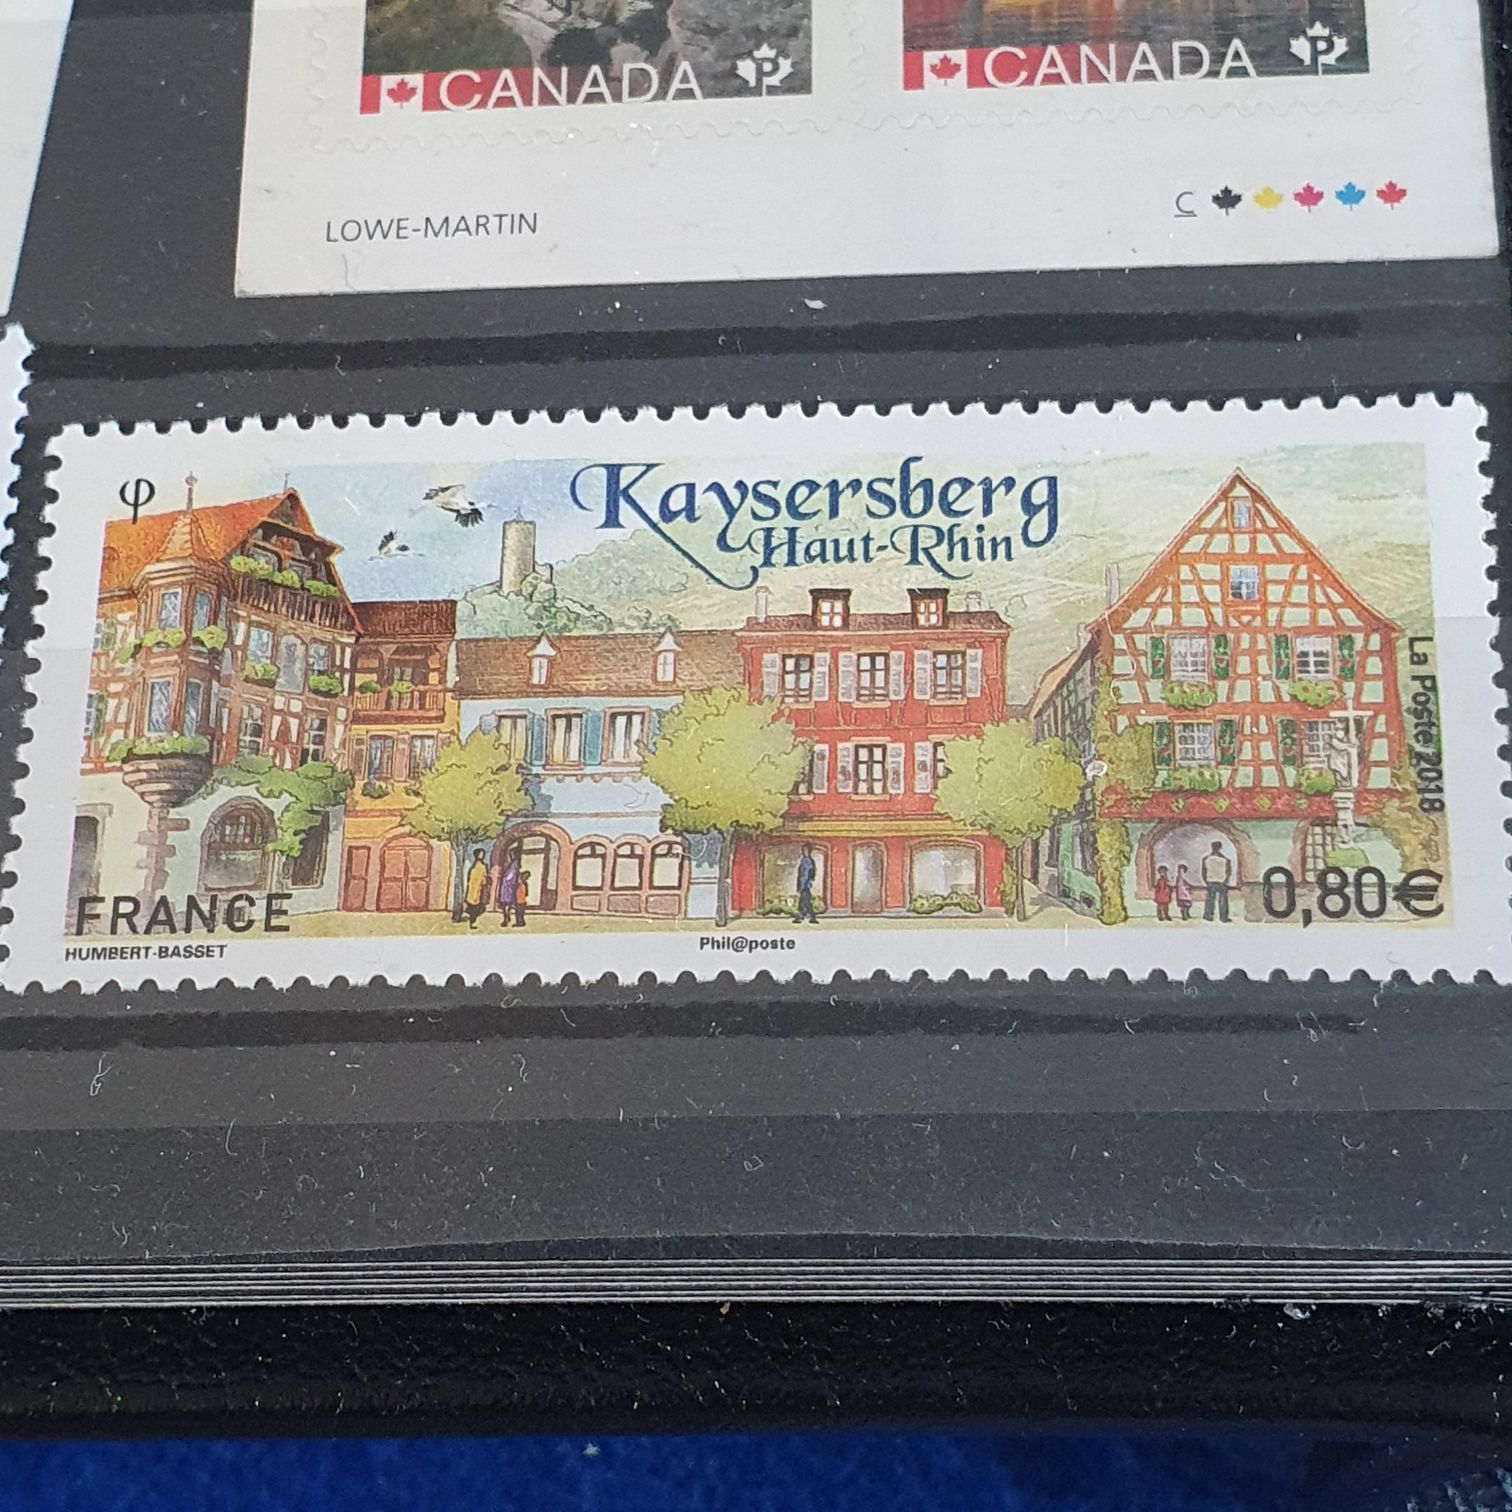 CANADA P
CANADA P
LOWE-MARTIN
C
φ
Kaysersberg
Haut-Rhin
La Poste 2018
FRANCE
0,80€
HUMBERT-BASSET
Phil@poste